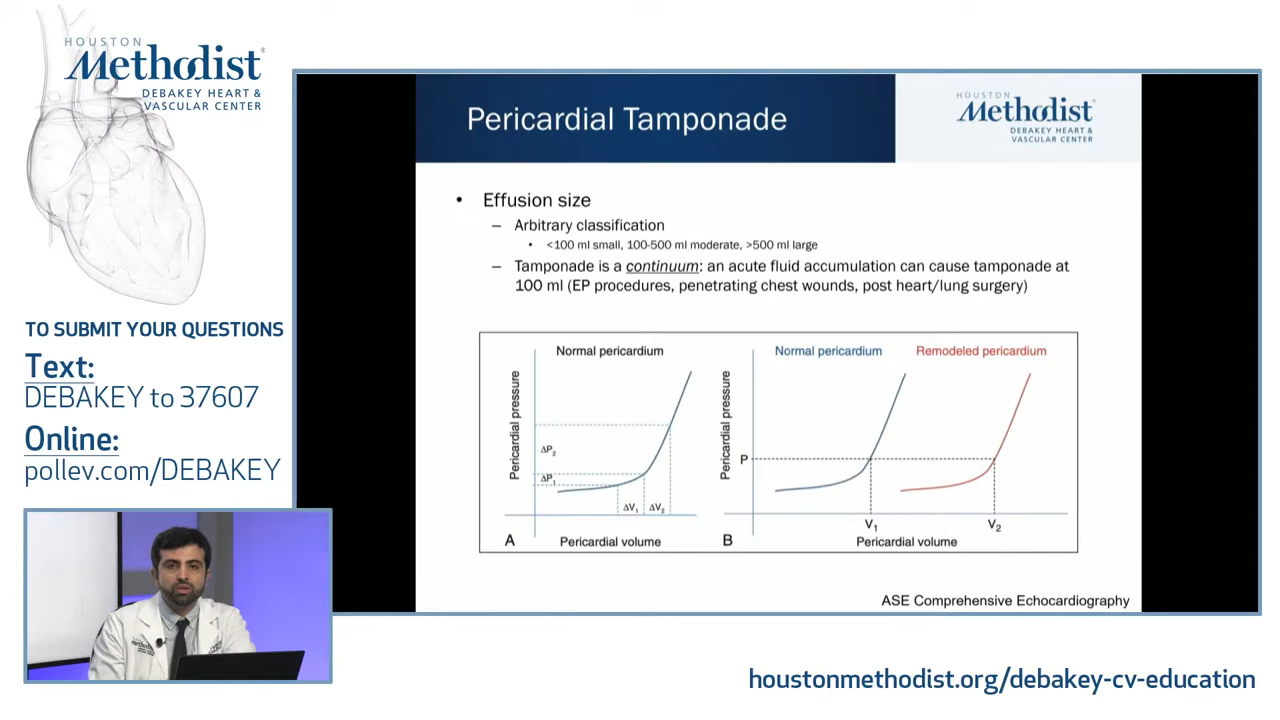 HOUSTON
Methodist
DEBAKEY HEART &
VASCULAR CENTER
TO SUBMIT YOUR QUESTIONS
Text:
DEBAKEY to 37607
Online:
pollev.com/DEBAKEY
Pericardial Tamponade
HOUSTON
Methodist
DEBAKEY HEART &
VASCULAR CENTER
• Effusion size
– Arbitrary classification
• <100 ml small, 100-500 ml moderate, >500 ml large
– Tamponade is a continuum: an acute fluid accumulation can cause tamponade at
100 ml (EP procedures, penetrating chest wounds, post heart/lung surgery)
Normal pericardium
Pericardial pressure
ΔP₂
ΔP₁
ΔV₁ ΔV₂
A
Pericardial volume
Normal pericardium
Remodeled pericardium
Pericardial pressure
P
V₁
V₂
B
Pericardial volume
ASE Comprehensive Echocardiography
Methodist
houstonmethodist.org/debakey-cv-education